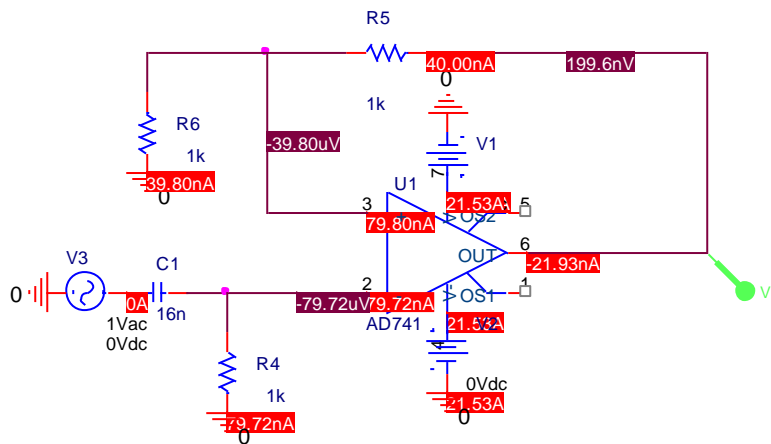 R5
40.00nA
199.6nV
0
1k
R6
1k
-39.80uV
V1
7
39.80nA
0
U1
3
21.53A
5
79.80nA
+
OS2
6
OUT
V3
C1
-21.93nA
2
1
0
0A
16n
-79.72uV
79.72nA
OS1
1Vac
0Vdc
AD741
21.53A
V2
4
R4
1k
0Vdc
21.53A
79.72nA
0
0
V